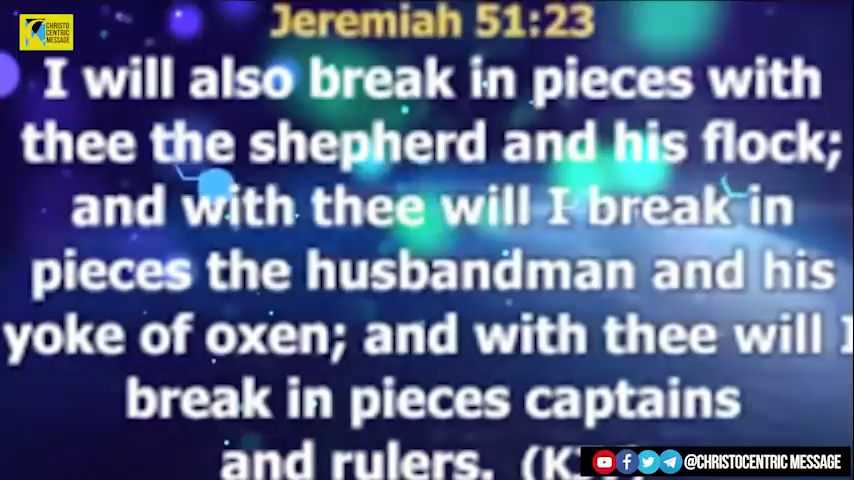 CHRISTO
CENTRIC
MESSAGE
Jeremiah 51:23
I will also break in pieces with
thee the shepherd and his flock;
and with thee will I break in
pieces the husbandman and his
yoke of oxen; and with thee will I
break in pieces captains
and rulers. (K
@CHRISTOCENTRIC MESSAGE